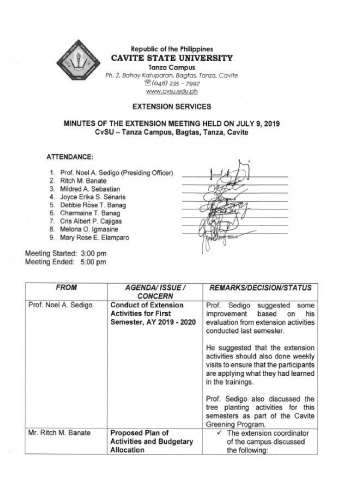 Republic of the Philippines
CAVITE STATE UNIVERSITY
Tanza Campus
Ph. 2, Bahay Katuparan, Bagtas, Tanza, Cavite
(046) 235 - 7997
www.cvsu.edu.ph
EXTENSION SERVICES
MINUTES OF THE EXTENSION MEETING HELD ON JULY 9, 2019
CvSU – Tanza Campus, Bagtas, Tanza, Cavite
ATTENDANCE:
1. Prof. Noel A. Sedigo (Presiding Officer)
2. Ritch M. Banate
3. Mildred A. Sebastian
4. Joyce Erika S. Senaris
5. Debbie Rose T. Banag
6. Charmaine T. Banag
7. Cris Albert P. Cajigas
8. Melona O. Igmasine
9. Mary Rose E. Elamparo
Meeting Started: 3:00 pm
Meeting Ended: 5:00 pm
FROM
AGENDA/ ISSUE /
CONCERN
REMARKS/DECISION/STATUS
Prof. Noel A. Sedigo
Conduct of Extension
Activities for First
Semester, AY 2019 - 2020
Prof. Sedigo suggested some
improvement based on his
evaluation from extension activities
conducted last semester.
He suggested that the extension
activities should also done weekly
visits to ensure that the participants
are applying what they had learned
in the trainings.
Prof. Sedigo also discussed the
tree planting activities for this
semesters as part of the Cavite
Greening Program.
Mr. Ritch M. Banate
Proposed Plan of
Activities and Budgetary
Allocation
✓ The extension coordinator
of the campus discussed
the following: